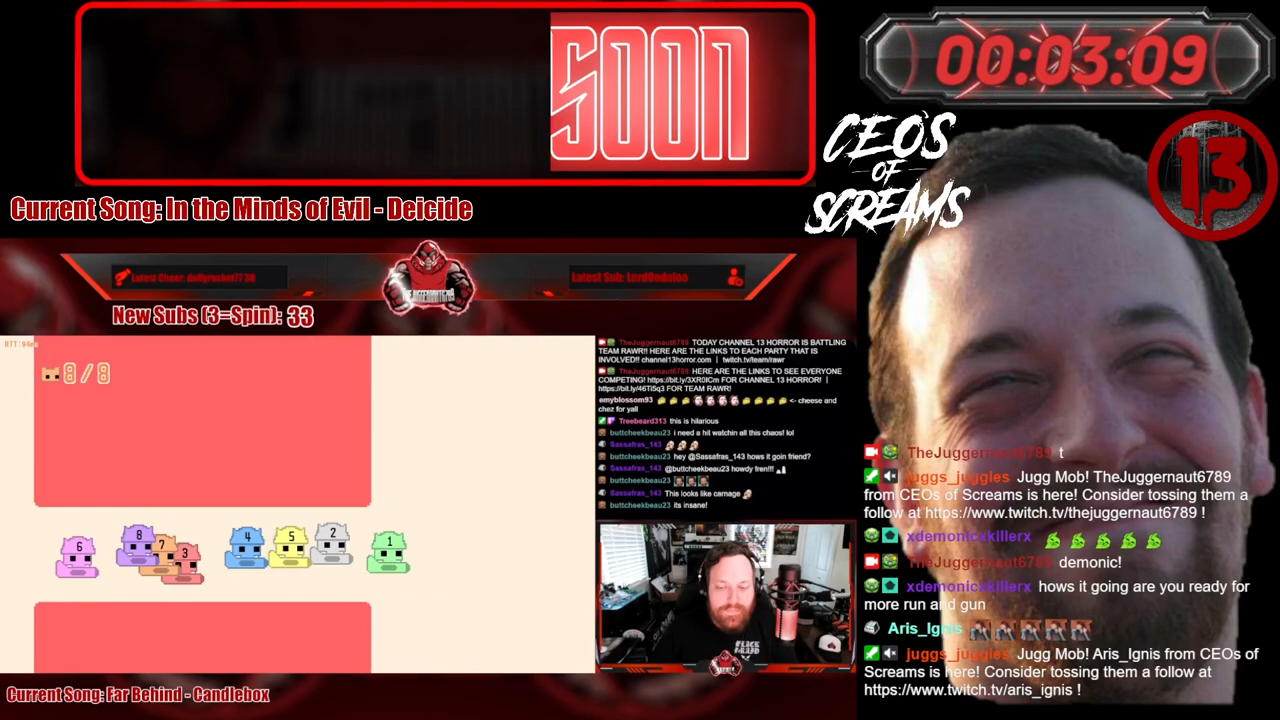 SOON
00:03:09
CEO'S
OF
SCREAMS
13
Current Song: In the Minds of Evil - Deicide
Latest Sub: LordOodaloo
New Subs (3=Spin): 33
8/8
6
8
7
3
4
5
2
1
TheJuggernaut6789 TODAY CHANNEL 13 HORROR IS BATTLING
TEAM RAWR!! HERE ARE THE LINKS TO EACH PARTY THAT IS
INVOLVED!! channel13horror.com | twitch.tv/team/rawr
TheJuggernaut6789 HERE ARE THE LINKS TO SEE EVERYONE
COMPETING! https://bit.ly/3XR0ICm FOR CHANNEL 13 HORROR! |
https://bit.ly/46Ti5q3 FOR TEAM RAWR!
emyblossom93 <- cheese and
chez for yall
Treebeard313 this is hilarious
buttcheekbeau23 i need a hit watchin all this chaos! lol
Sassafras_143
buttcheekbeau23 hey @Sassafras_143 hows it goin friend?
Sassafras_143 @buttcheekbeau23 howdy fren!!!
buttcheekbeau23
Sassafras_143 This looks like carnage
buttcheekbeau23 its insane!
TheJuggernaut6789 t
juggs_juggles Jugg Mob! TheJuggernaut6789
from CEOs of Screams is here! Consider tossing them a
follow at https://www.twitch.tv/thejuggernaut6789 !
xdemonicxkillerx
TheJuggernaut6789 demonic!
xdemonicxkillerx hows it going are you ready for
more run and gun
Aris_Ignis
juggs_juggles Jugg Mob! Aris_Ignis from CEOs of
Screams is here! Consider tossing them a follow at
https://www.twitch.tv/aris_ignis !
Current Song: Far Behind - Candlebox